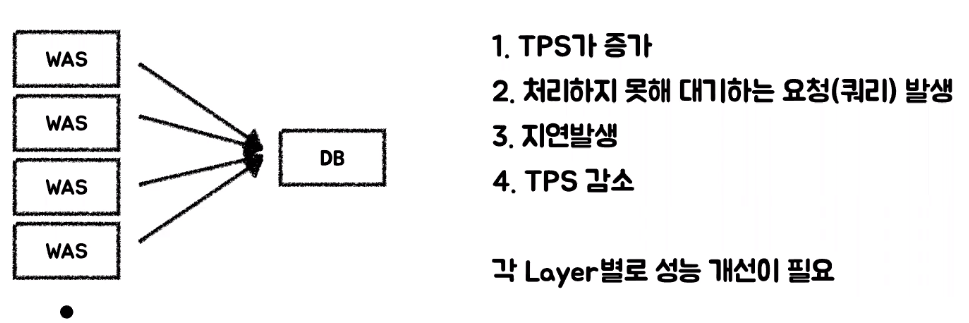 WAS
WAS
WAS
WAS
DB
1. TPS가 증가
2. 처리하지 못해 대기하는 요청(쿼리) 발생
3. 지연발생
4. TPS 감소
각 Layer별로 성능 개선이 필요